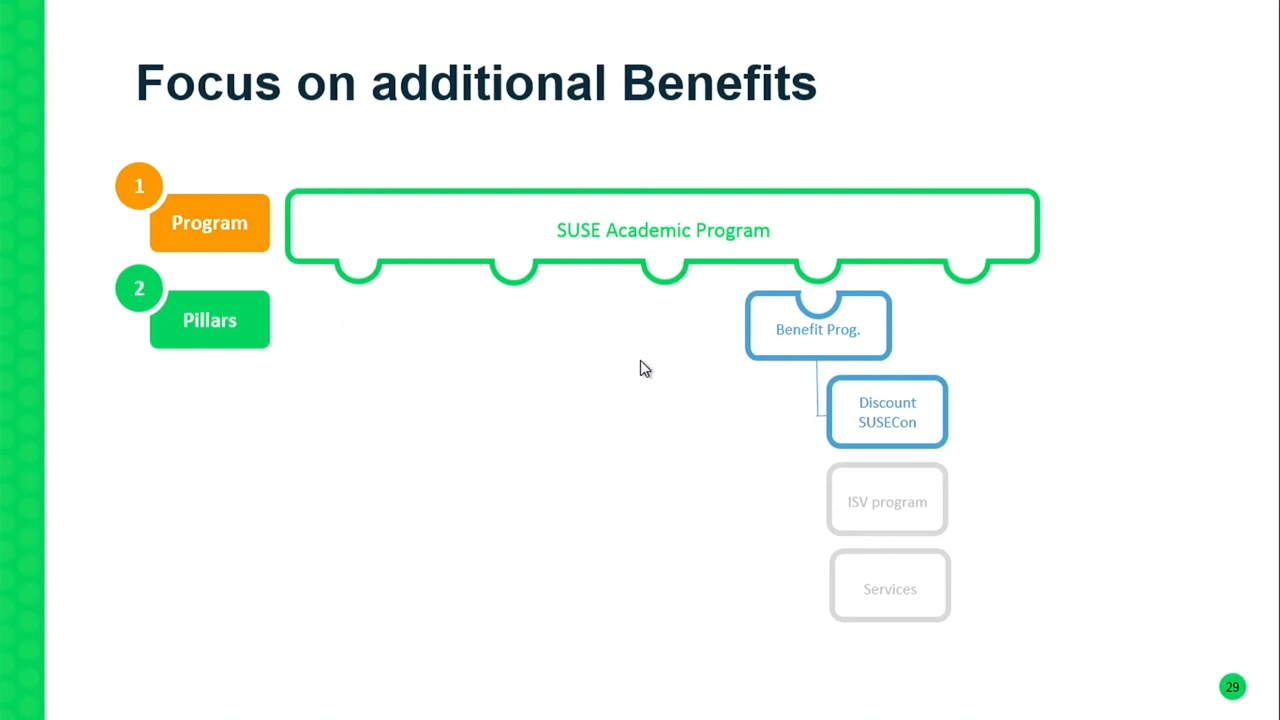 Focus on additional Benefits
1
Program
SUSE Academic Program
2
Pillars
Benefit Prog.
Discount
SUSECon
ISV program
Services
29